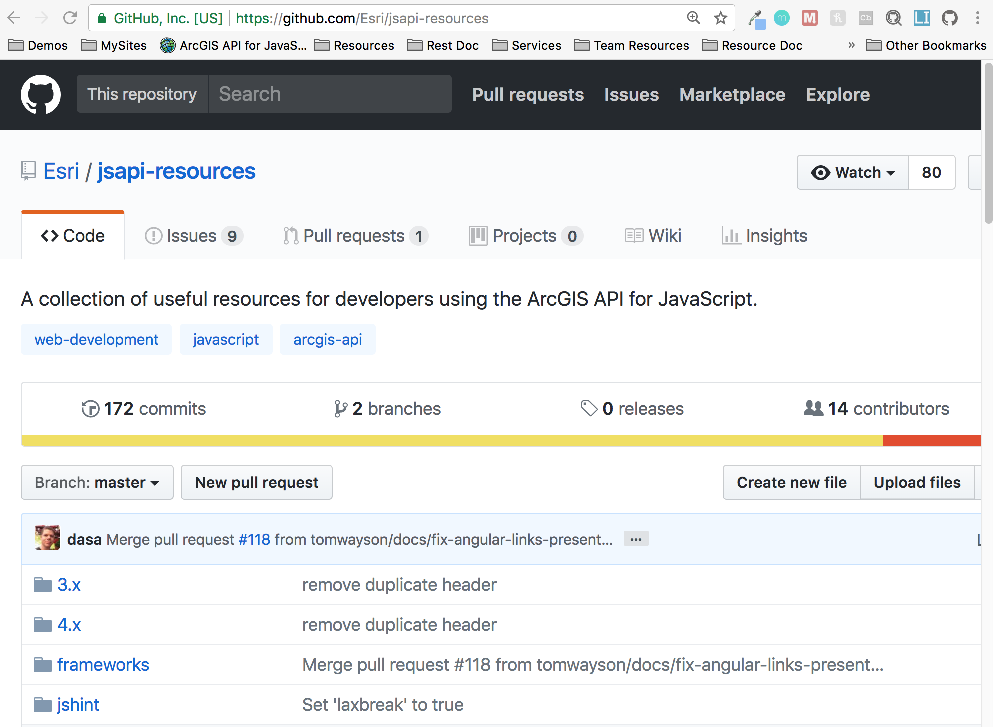 GitHub, Inc. [US] https://github.com/Esri/jsapi-resources
Demos MySites ArcGIS API for JavaS... Resources Rest Doc Services Team Resources Resource Doc » Other Bookmarks
This repository Search Pull requests Issues Marketplace Explore
Esri / jsapi-resources Watch 80
Code Issues 9 Pull requests 1 Projects 0 Wiki Insights
A collection of useful resources for developers using the ArcGIS API for JavaScript.
web-development javascript arcgis-api
172 commits 2 branches 0 releases 14 contributors
Branch: master New pull request Create new file Upload files
dasa Merge pull request #118 from tomwayson/docs/fix-angular-links-present... ...
3.x remove duplicate header
4.x remove duplicate header
frameworks Merge pull request #118 from tomwayson/docs/fix-angular-links-present...
jshint Set 'laxbreak' to true